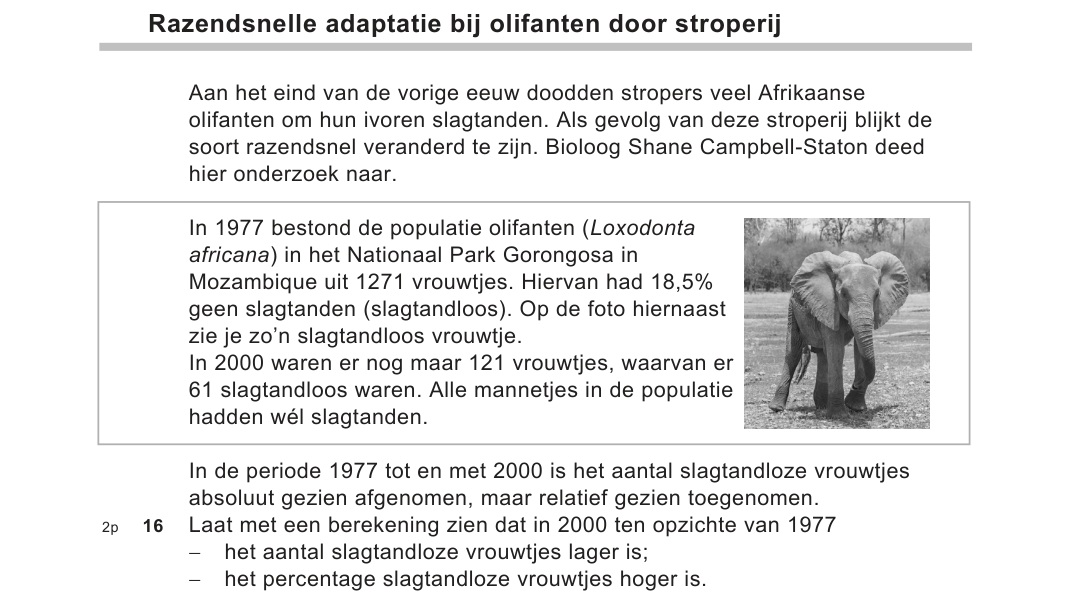 Razendsnelle adaptatie bij olifanten door stroperij
Aan het eind van de vorige eeuw doodden stropers veel Afrikaanse
olifanten om hun ivoren slagtanden. Als gevolg van deze stroperij blijkt de
soort razendsnel veranderd te zijn. Bioloog Shane Campbell-Staton deed
hier onderzoek naar.
In 1977 bestond de populatie olifanten (Loxodonta
africana) in het Nationaal Park Gorongosa in
Mozambique uit 1271 vrouwtjes. Hiervan had 18,5%
geen slagtanden (slagtandloos). Op de foto hiernaast
zie je zo’n slagtandloos vrouwtje.
In 2000 waren er nog maar 121 vrouwtjes, waarvan er
61 slagtandloos waren. Alle mannetjes in de populatie
hadden wél slagtanden.
In de periode 1977 tot en met 2000 is het aantal slagtandloze vrouwtjes
absoluut gezien afgenomen, maar relatief gezien toegenomen.
2p 16 Laat met een berekening zien dat in 2000 ten opzichte van 1977
– het aantal slagtandloze vrouwtjes lager is;
– het percentage slagtandloze vrouwtjes hoger is.